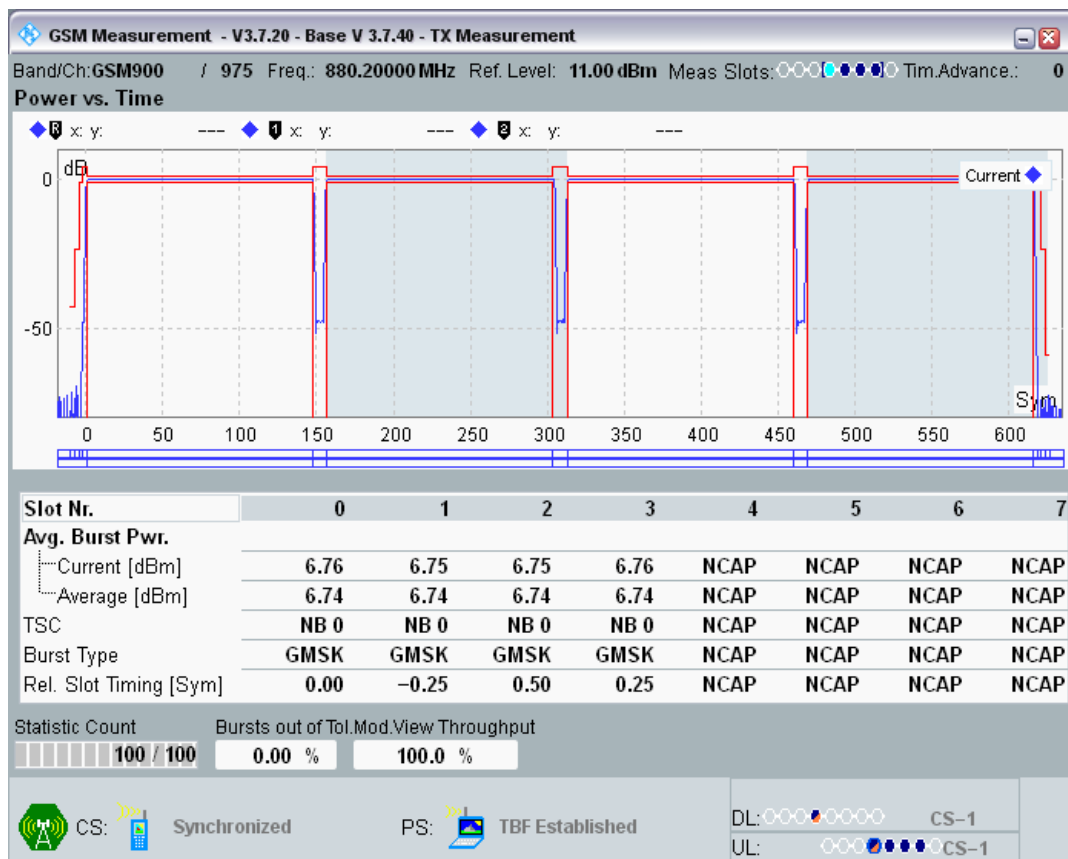 GSM Measurement - V3.7.20 - Base V 3.7.40 - TX Measurement
Band/Ch:GSM900 / 975 Freq.: 880.20000 MHz Ref. Level: 11.00 dBm Meas Slots: Tim.Advance.: 0
Power vs. Time
R x: y: --- 1 x: y: --- 2 x: y: ---
dB
Current
0
-50
Sym
0 50 100 150 200 250 300 350 400 450 500 550 600
Slot Nr. 0 1 2 3 4 5 6 7
Avg. Burst Pwr.
Current [dBm] 6.76 6.75 6.75 6.76 NCAP NCAP NCAP NCAP
Average [dBm] 6.74 6.74 6.74 6.74 NCAP NCAP NCAP NCAP
TSC NB 0 NB 0 NB 0 NB 0 NCAP NCAP NCAP NCAP
Burst Type GMSK GMSK GMSK GMSK NCAP NCAP NCAP NCAP
Rel. Slot Timing [Sym] 0.00 −0.25 0.50 0.25 NCAP NCAP NCAP NCAP
Statistic Count Bursts out of Tol.Mod.View Throughput
100 / 100 0.00 % 100.0 %
CS: Synchronized PS: TBF Established
DL: CS−1
UL: CS−1